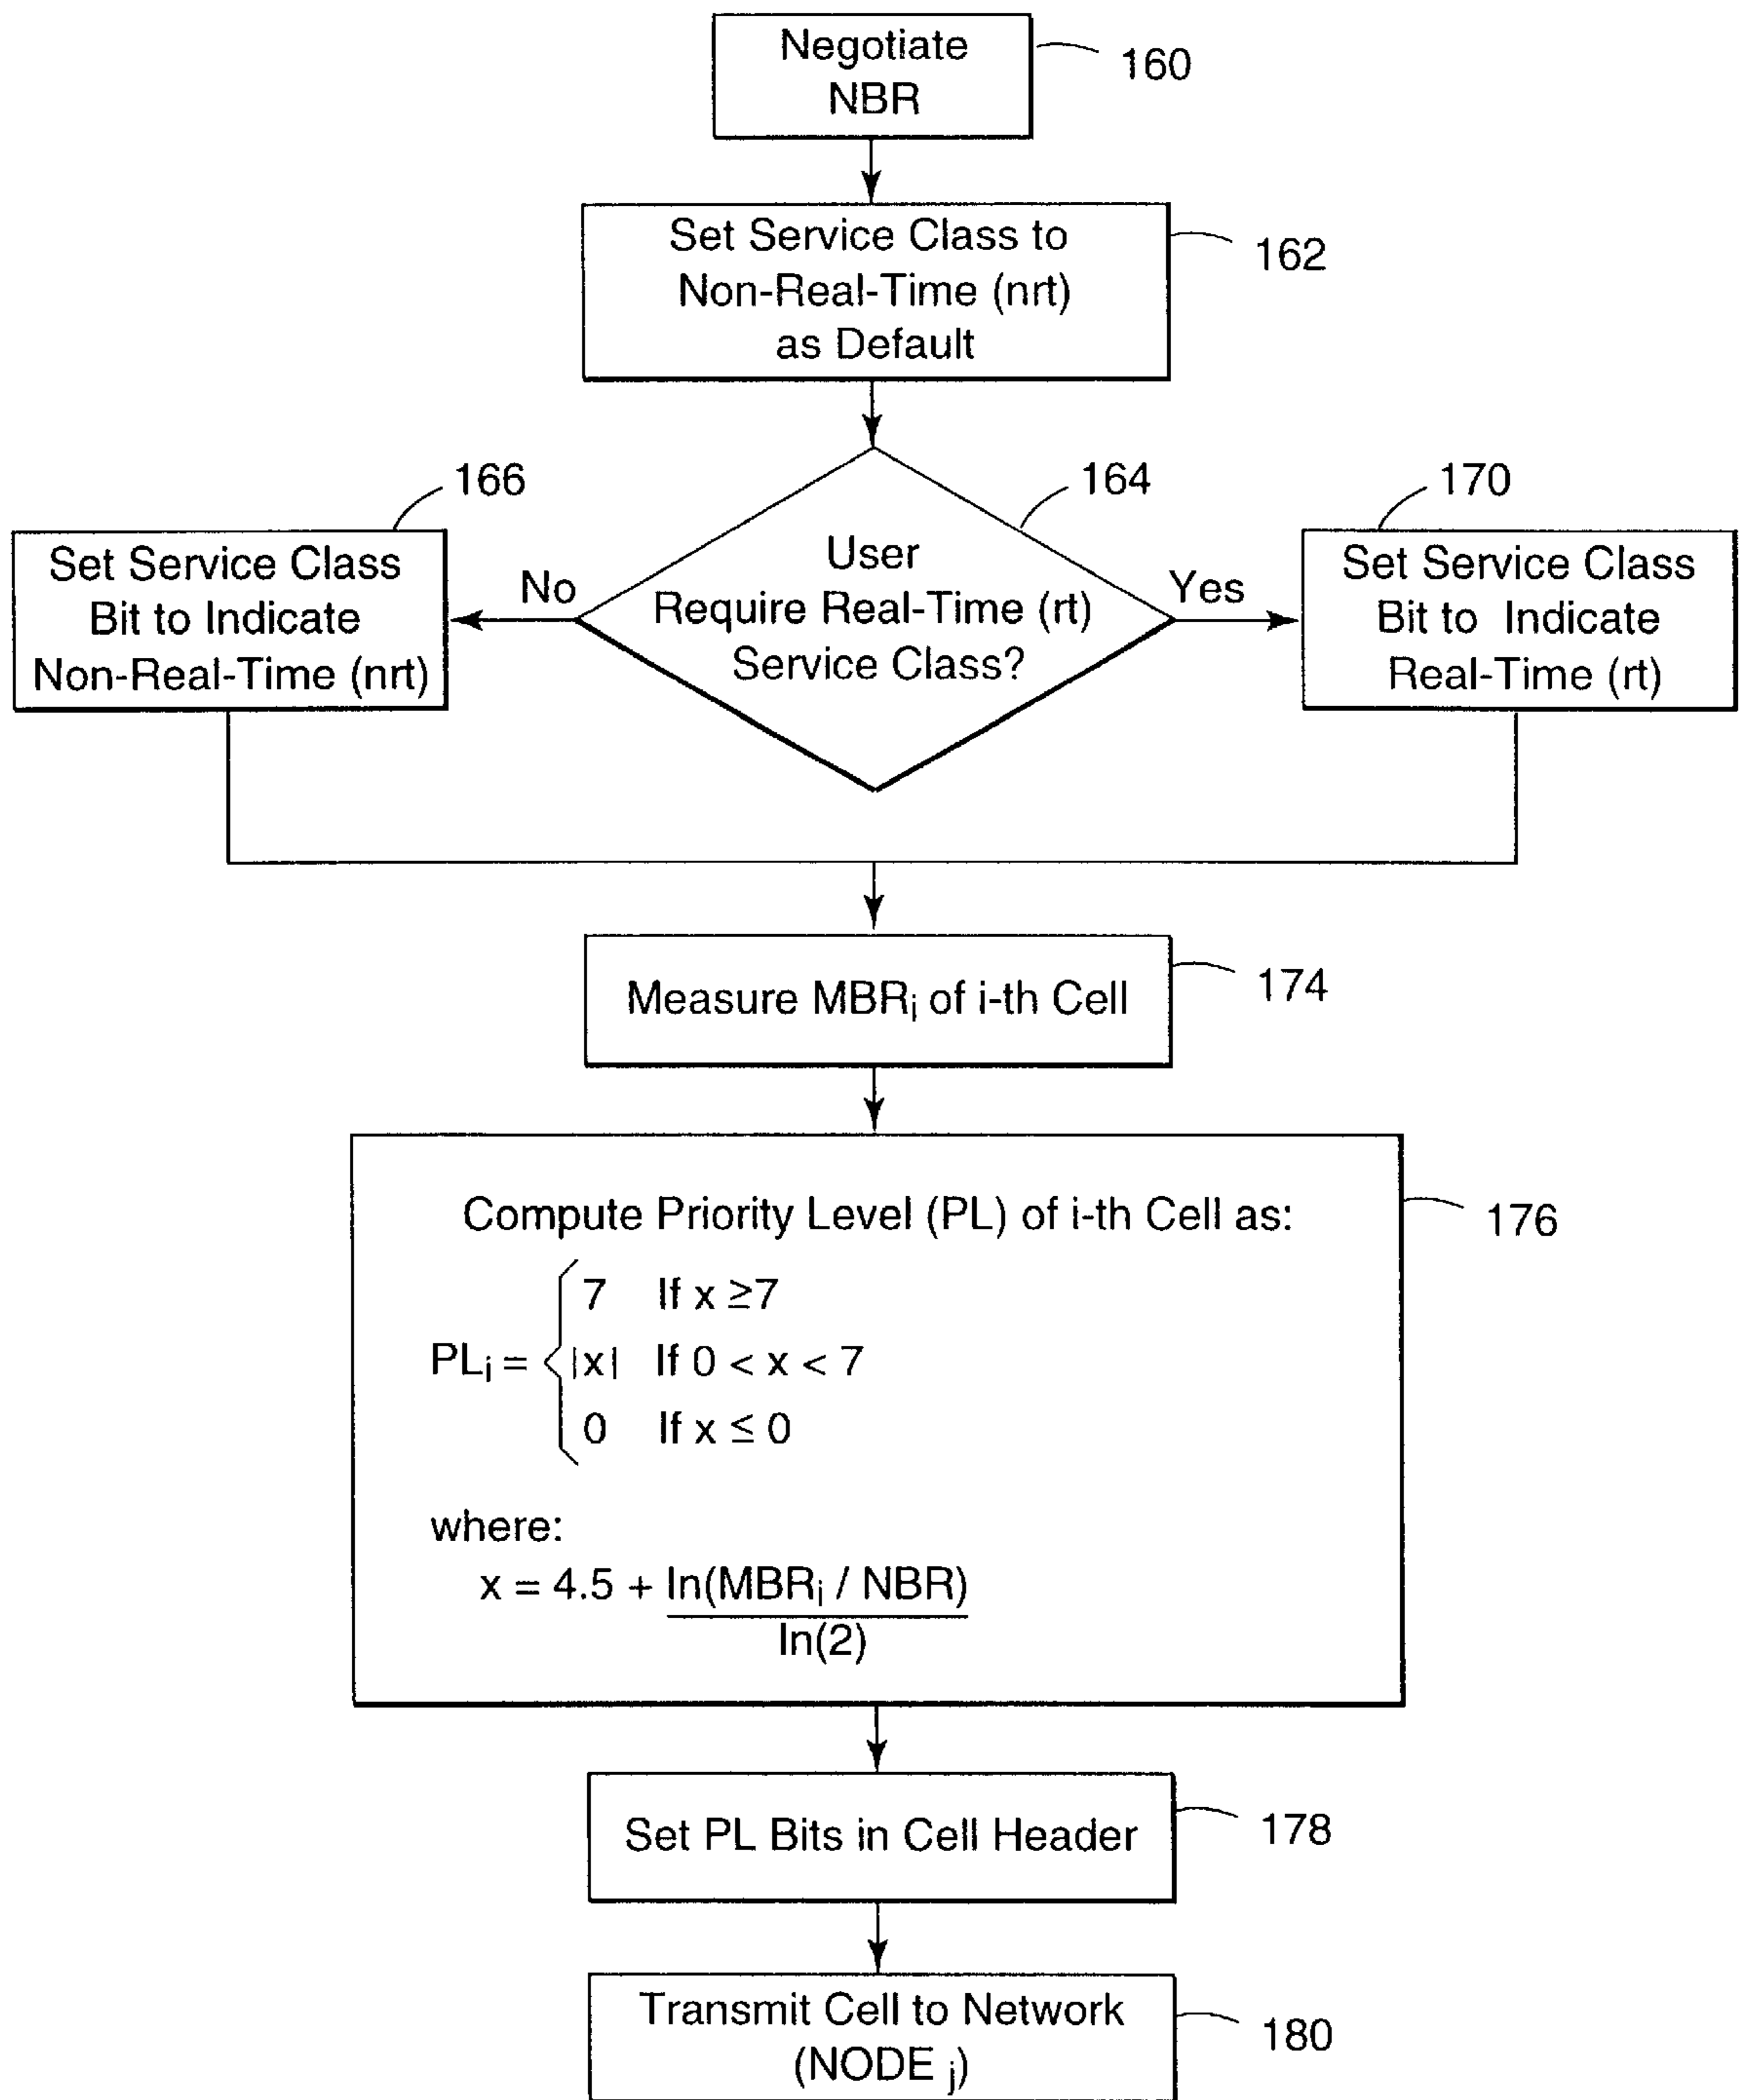 Negotiate
NBR
160
Set Service Class to
Non-Real-Time (nrt)
as Default
162
166
164
170
Set Service Class
Bit to Indicate
Non-Real-Time (nrt)
No
User
Require Real-Time (rt)
Service Class?
Yes
Set Service Class
Bit to Indicate
Real-Time (rt)
Measure MBRi of i-th Cell
174
Compute Priority Level (PL) of i-th Cell as:
176
7 If x ≥7
PLi = { |x| If 0 < x < 7
0 If x ≤ 0
where:
x = 4.5 + ln(MBRi / NBR)
ln(2)
Set PL Bits in Cell Header
178
Transmit Cell to Network
(NODE j)
180